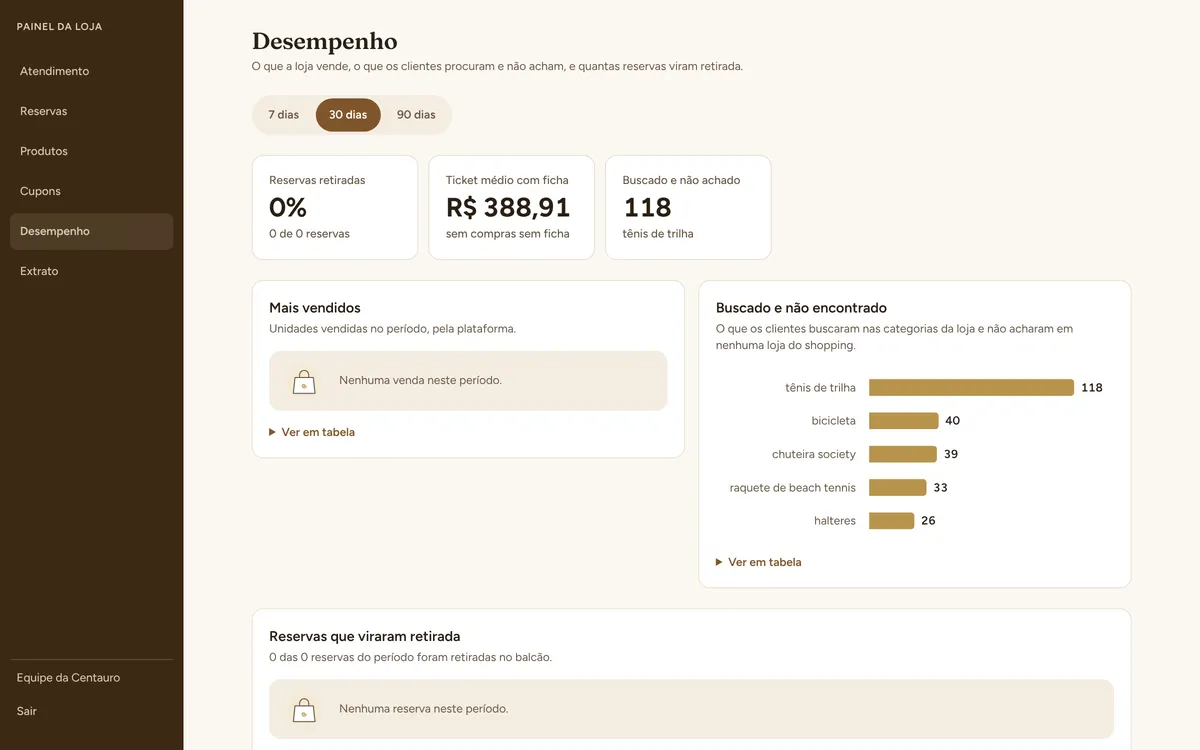 PAINEL DA LOJA
Atendimento
Reservas
Produtos
Cupons
Desempenho
Extrato
Equipe da Centauro
Sair
Desempenho
O que a loja vende, o que os clientes procuram e não acham, e quantas reservas viram retirada.
7 dias
30 dias
90 dias
Reservas retiradas
0%
0 de 0 reservas
Ticket médio com ficha
R$ 388,91
sem compras sem ficha
Buscado e não achado
118
tênis de trilha
Mais vendidos
Unidades vendidas no período, pela plataforma.
Nenhuma venda neste período.
Ver em tabela
Buscado e não encontrado
O que os clientes buscaram nas categorias da loja e não acharam em
nenhuma loja do shopping.
tênis de trilha 118
bicicleta 40
chuteira society 39
raquete de beach tennis 33
halteres 26
Ver em tabela
Reservas que viraram retirada
0 das 0 reservas do período foram retiradas no balcão.
Nenhuma reserva neste período.